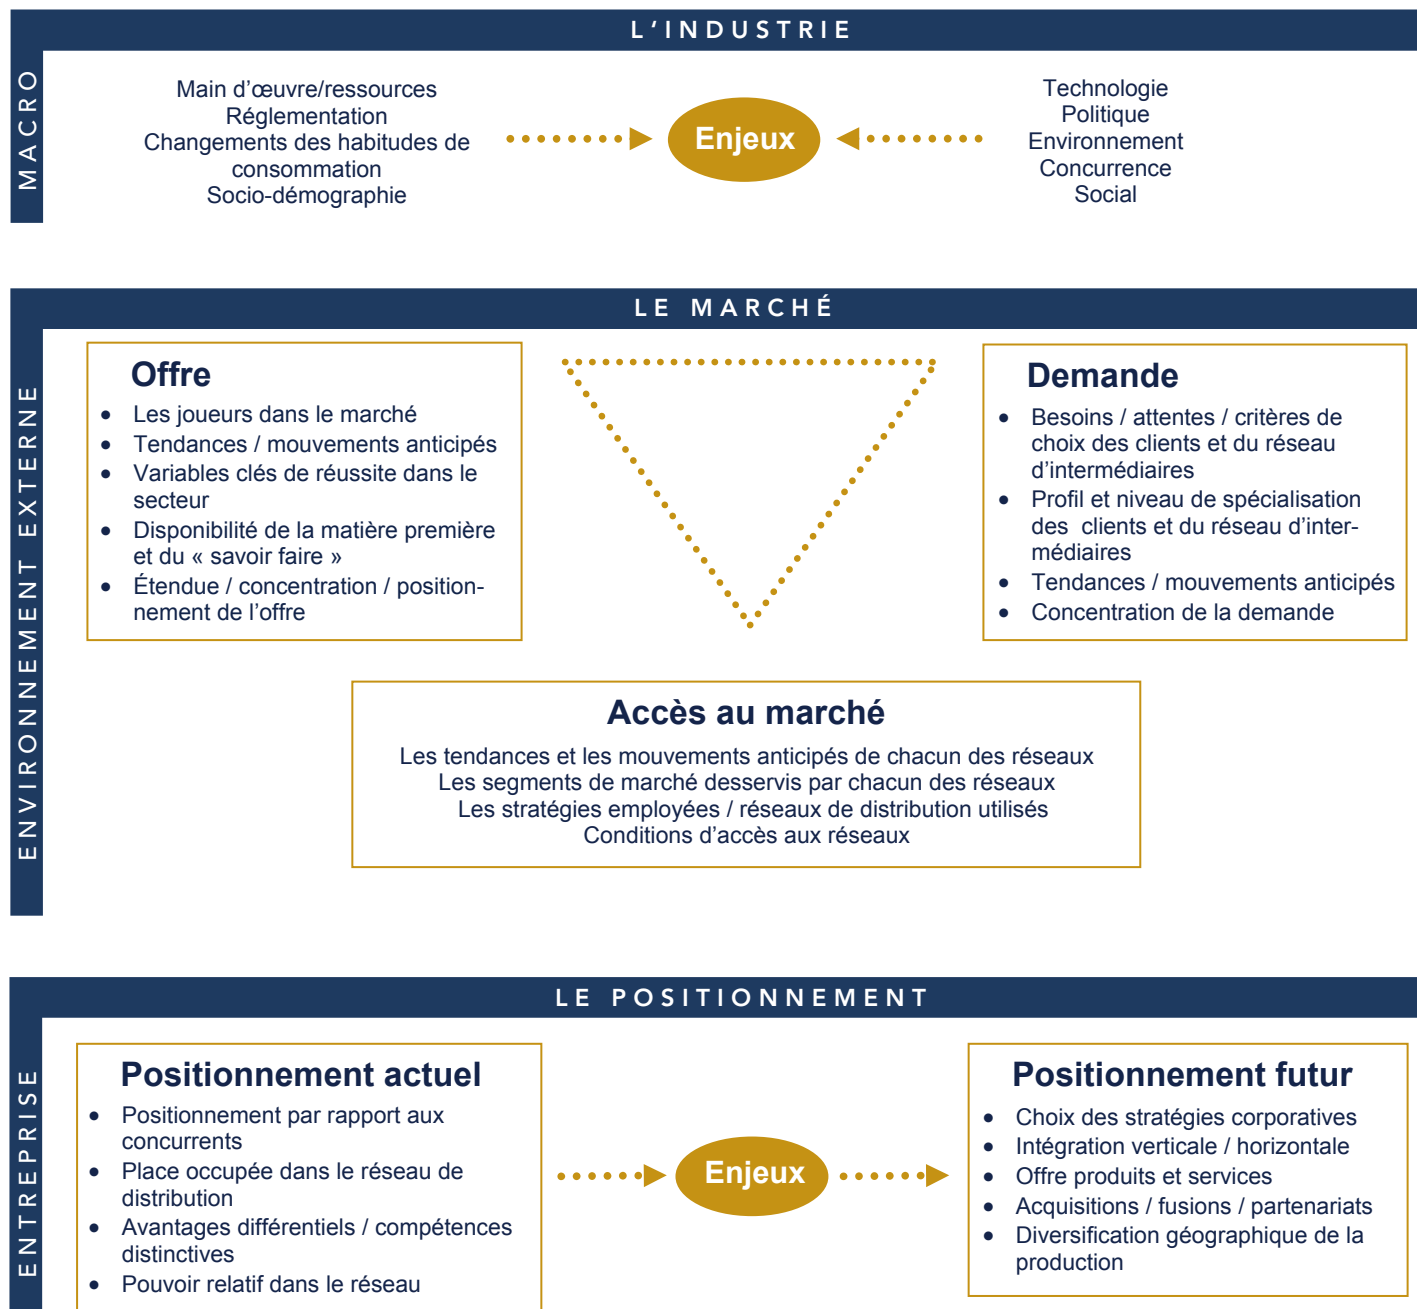 L'INDUSTRIE
MACRO
Main d'œuvre/ressources
Réglementation
Changements des habitudes de
consommation
Socio-démographie
Enjeux
Technologie
Politique
Environnement
Concurrence
Social
LE MARCHÉ
ENVIRONNEMENT EXTERNE
Offre
• Les joueurs dans le marché
• Tendances / mouvements anticipés
• Variables clés de réussite dans le
secteur
• Disponibilité de la matière première
et du « savoir faire »
• Étendue / concentration / position-
nement de l'offre
Demande
• Besoins / attentes / critères de
choix des clients et du réseau
d'intermédiaires
• Profil et niveau de spécialisation
des clients et du réseau d'inter-
médiaires
• Tendances / mouvements anticipés
• Concentration de la demande
Accès au marché
Les tendances et les mouvements anticipés de chacun des réseaux
Les segments de marché desservis par chacun des réseaux
Les stratégies employées / réseaux de distribution utilisés
Conditions d'accès aux réseaux
LE POSITIONNEMENT
ENTREPRISE
Positionnement actuel
• Positionnement par rapport aux
concurrents
• Place occupée dans le réseau de
distribution
• Avantages différentiels / compétences
distinctives
• Pouvoir relatif dans le réseau
Enjeux
Positionnement futur
• Choix des stratégies corporatives
• Intégration verticale / horizontale
• Offre produits et services
• Acquisitions / fusions / partenariats
• Diversification géographique de la
production